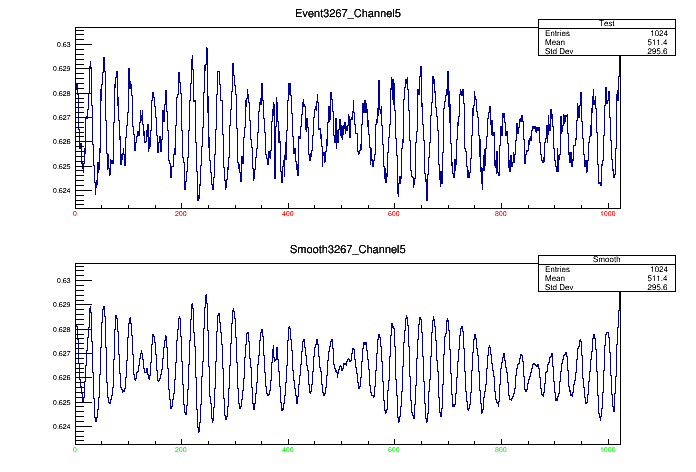 Event3267_Channel5
Test
Entries 1024
Mean 511.4
Std Dev 295.6
0.63
0.629
0.628
0.627
0.626
0.625
0.624
0 200 400 600 800 1000
Smooth3267_Channel5
Smooth
Entries 1024
Mean 511.4
Std Dev 295.6
0.63
0.629
0.628
0.627
0.626
0.625
0.624
0 200 400 600 800 1000